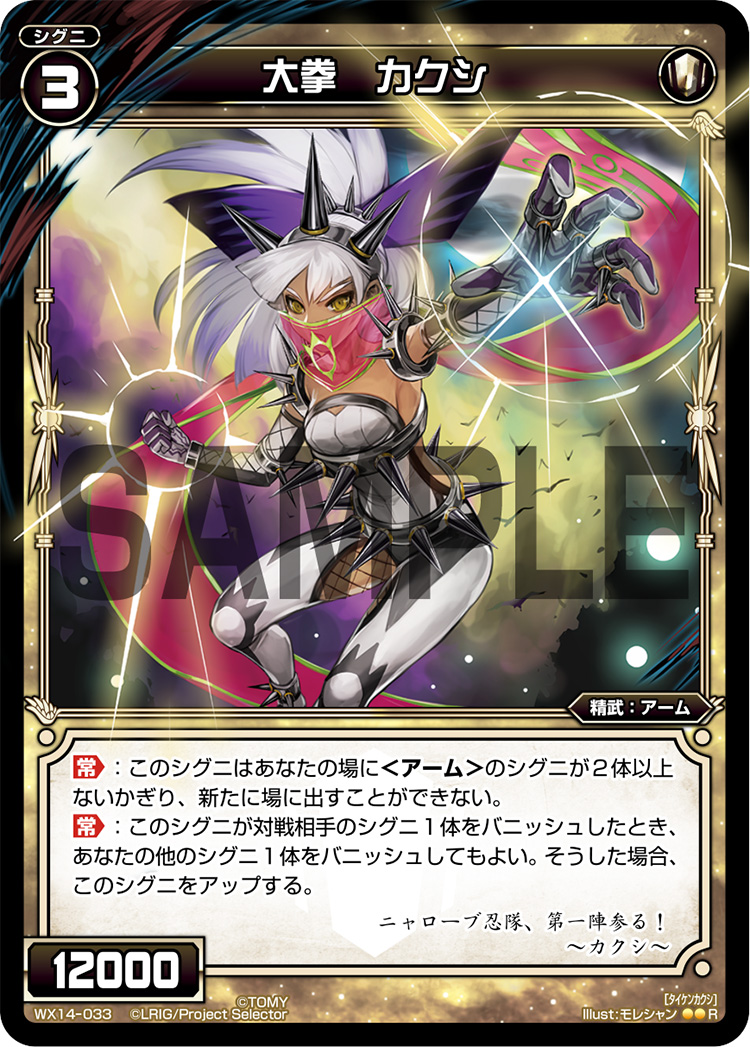 シグニ
3
大拳　カクシ
SAMPLE
精武：アーム
常：このシグニはあなたの場に＜アーム＞のシグニが２体以上
ないかぎり、新たに場に出すことができない。
常：このシグニが対戦相手のシグニ１体をバニッシュしたとき、
あなたの他のシグニ１体をバニッシュしてもよい。そうした場合、
このシグニをアップする。
ニャローブ忍隊、第一陣参る！
～カクシ～
12000
[タイケンカクシ]
©TOMY
WX14-033 ©LRIG/Project Selector
Illust:モレシャン R